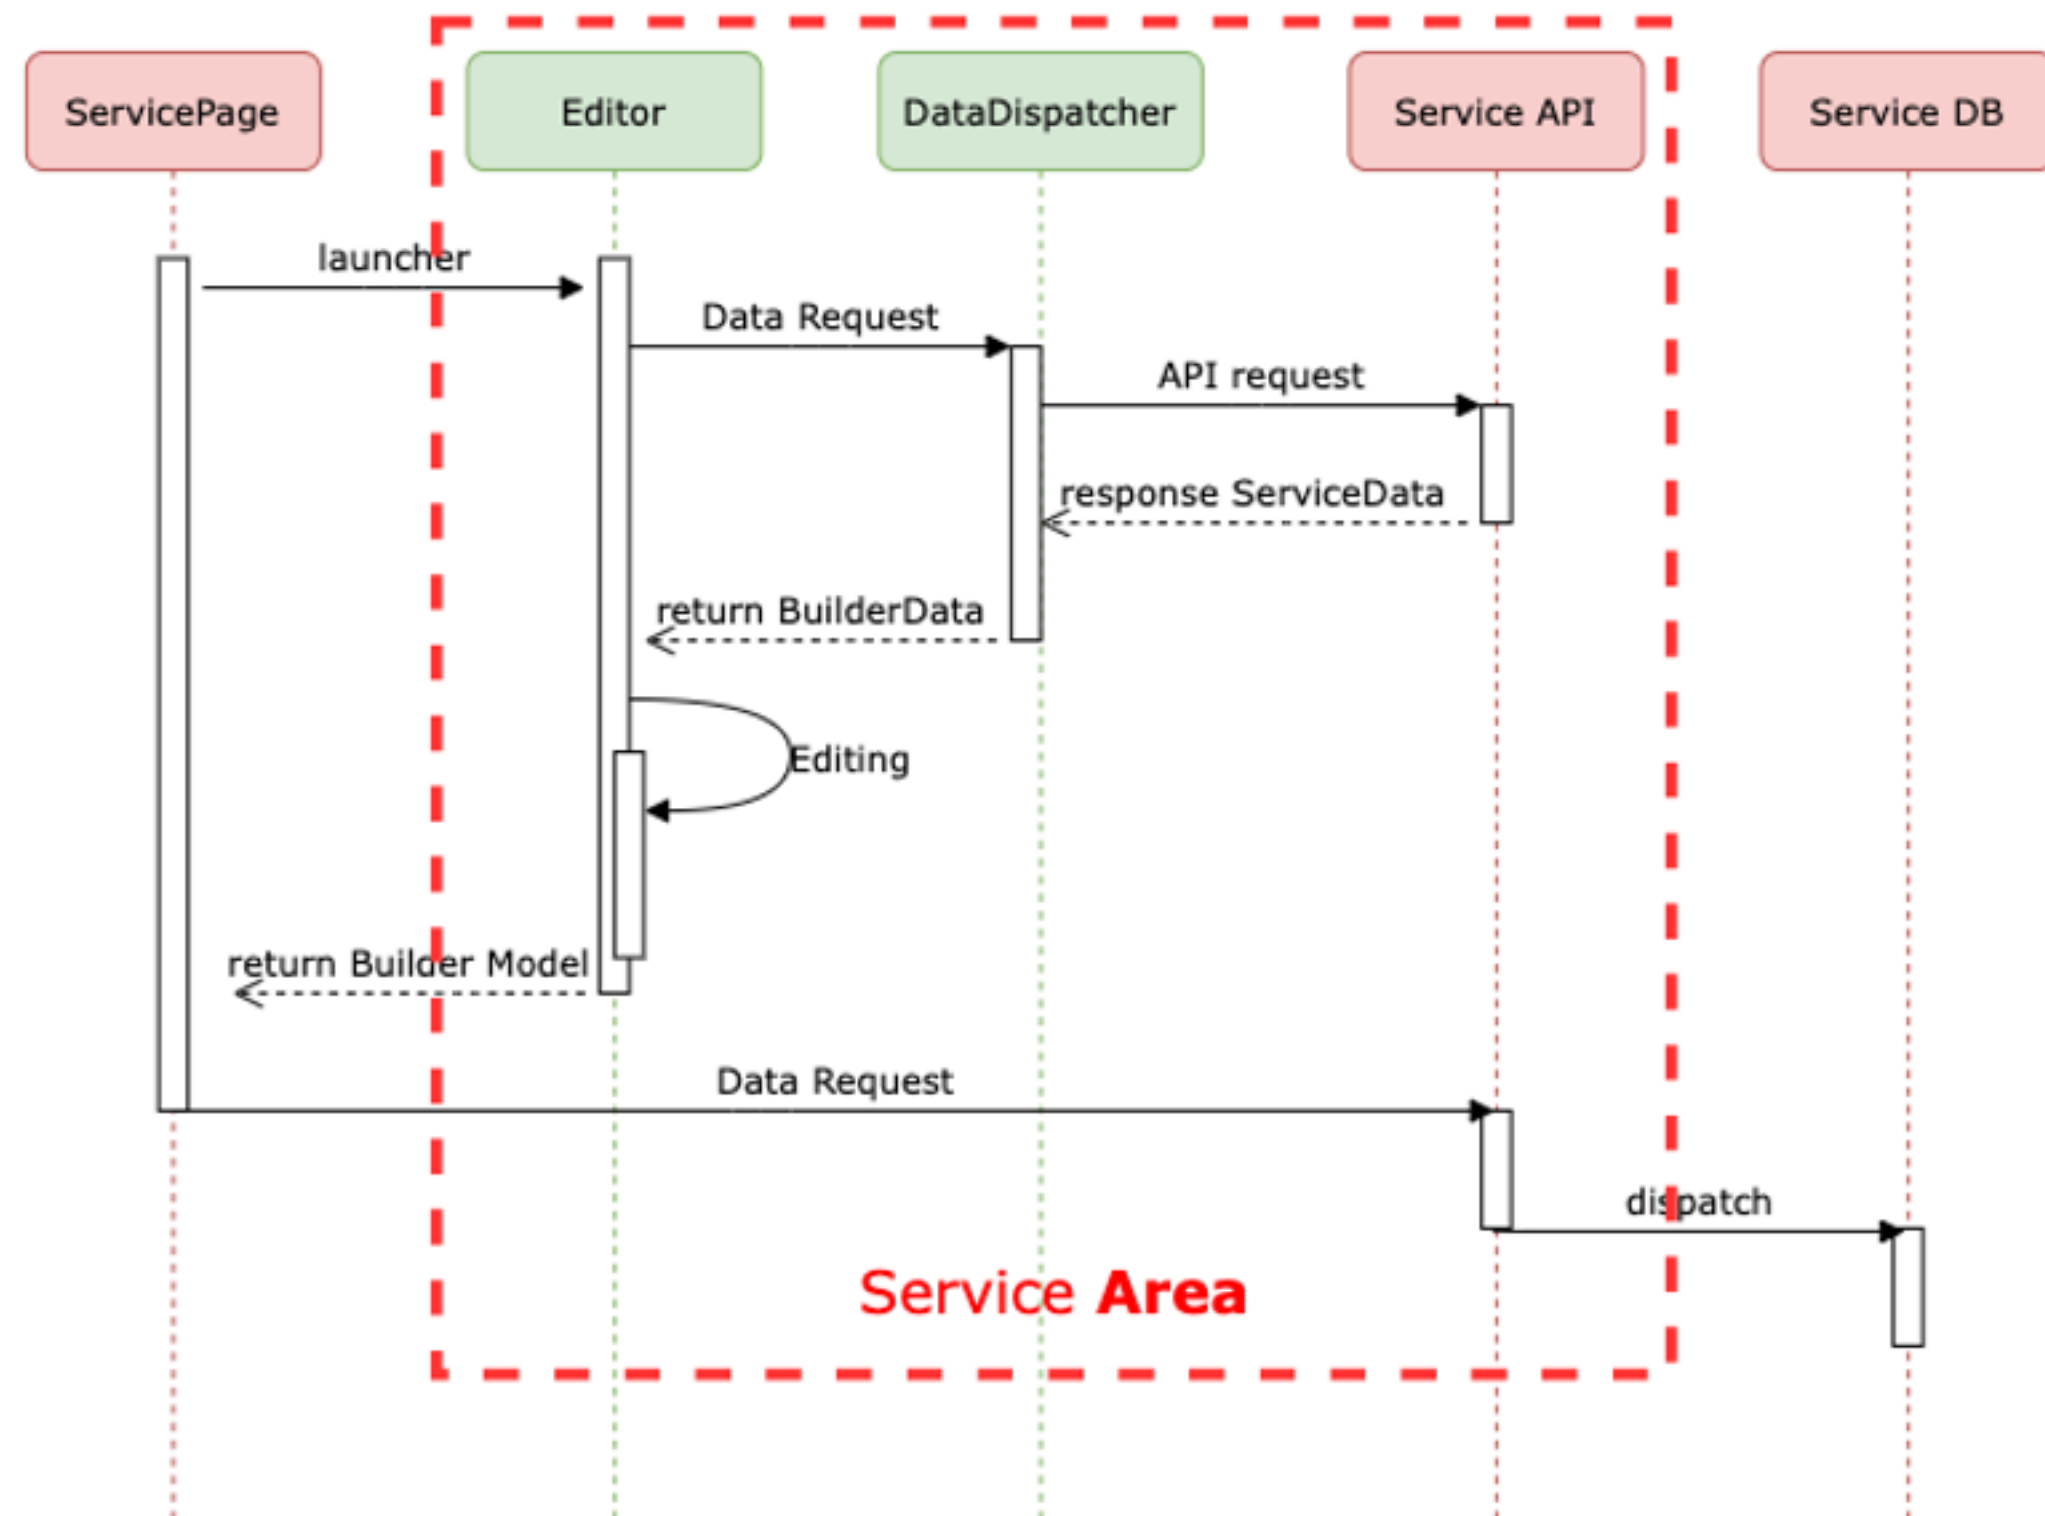 ServicePage
Editor
DataDispatcher
Service API
Service DB
launcher
Data Request
API request
response ServiceData
return BuilderData
Editing
return Builder Model
Data Request
dispatch
Service Area